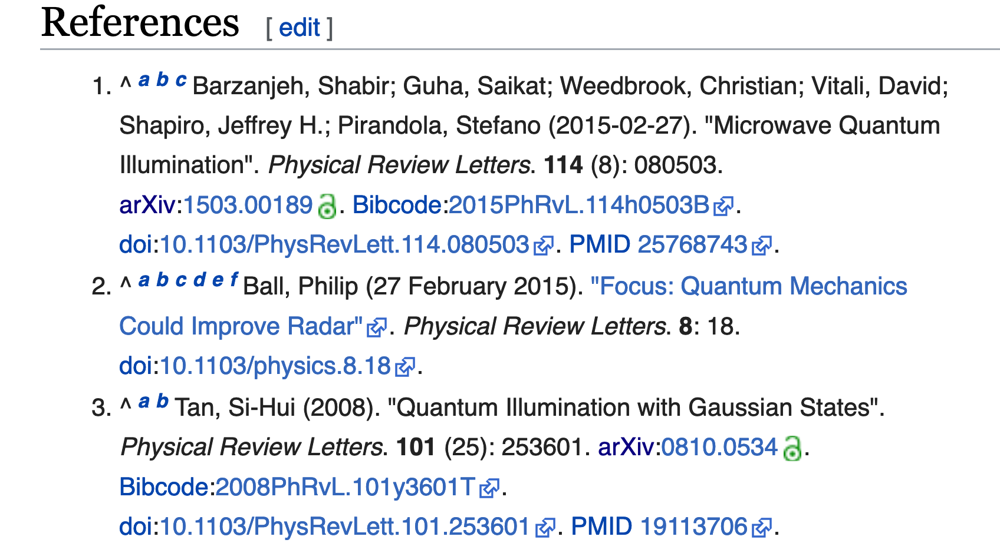 References [ edit ]
1. ^ a b c Barzanjeh, Shabir; Guha, Saikat; Weedbrook, Christian; Vitali, David;
Shapiro, Jeffrey H.; Pirandola, Stefano (2015-02-27). "Microwave Quantum
Illumination". Physical Review Letters. 114 (8): 080503.
arXiv:1503.00189. Bibcode:2015PhRvL.114h0503B.
doi:10.1103/PhysRevLett.114.080503. PMID 25768743.
2. ^ a b c d e f Ball, Philip (27 February 2015). "Focus: Quantum Mechanics
Could Improve Radar". Physical Review Letters. 8: 18.
doi:10.1103/physics.8.18.
3. ^ a b Tan, Si-Hui (2008). "Quantum Illumination with Gaussian States".
Physical Review Letters. 101 (25): 253601. arXiv:0810.0534.
Bibcode:2008PhRvL.101y3601T.
doi:10.1103/PhysRevLett.101.253601. PMID 19113706.